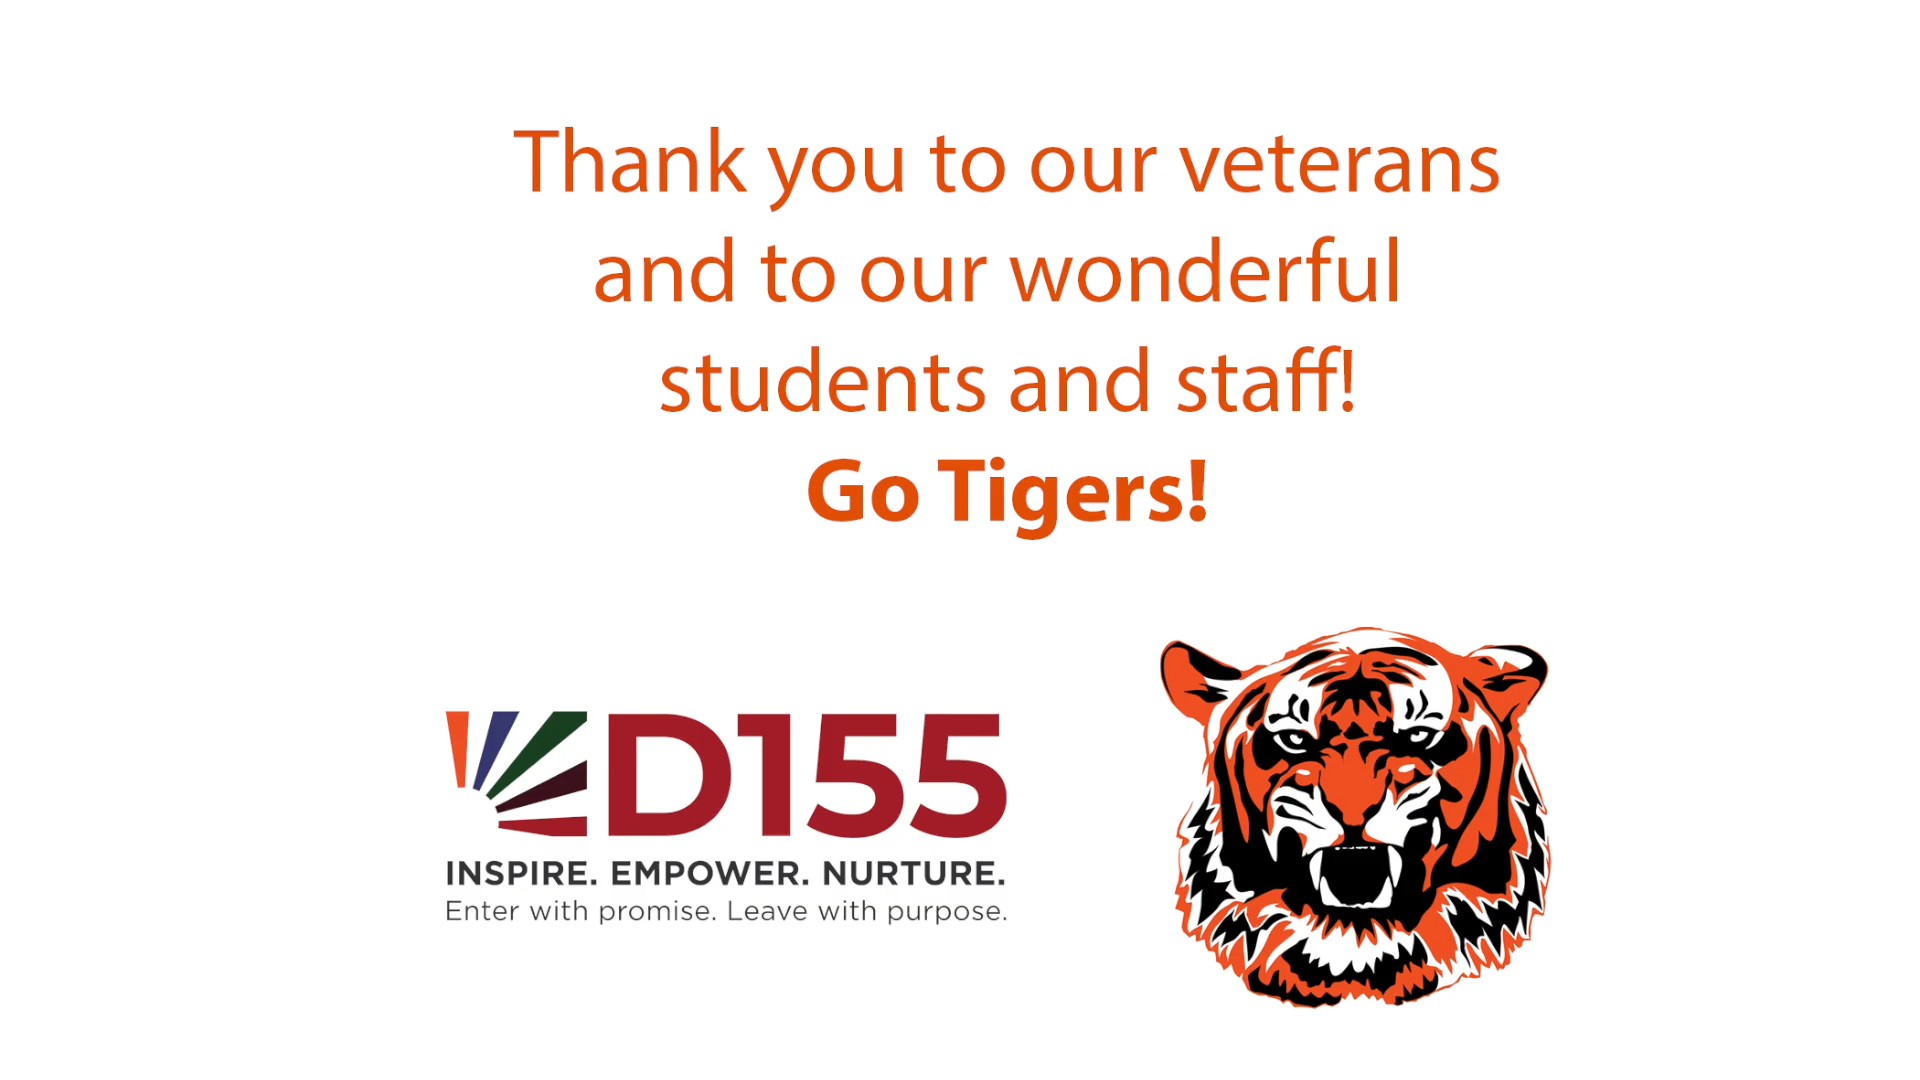 Thank you to our veterans
and to our wonderful
students and staff!
Go Tigers!
D155
INSPIRE. EMPOWER. NURTURE.
Enter with promise. Leave with purpose.